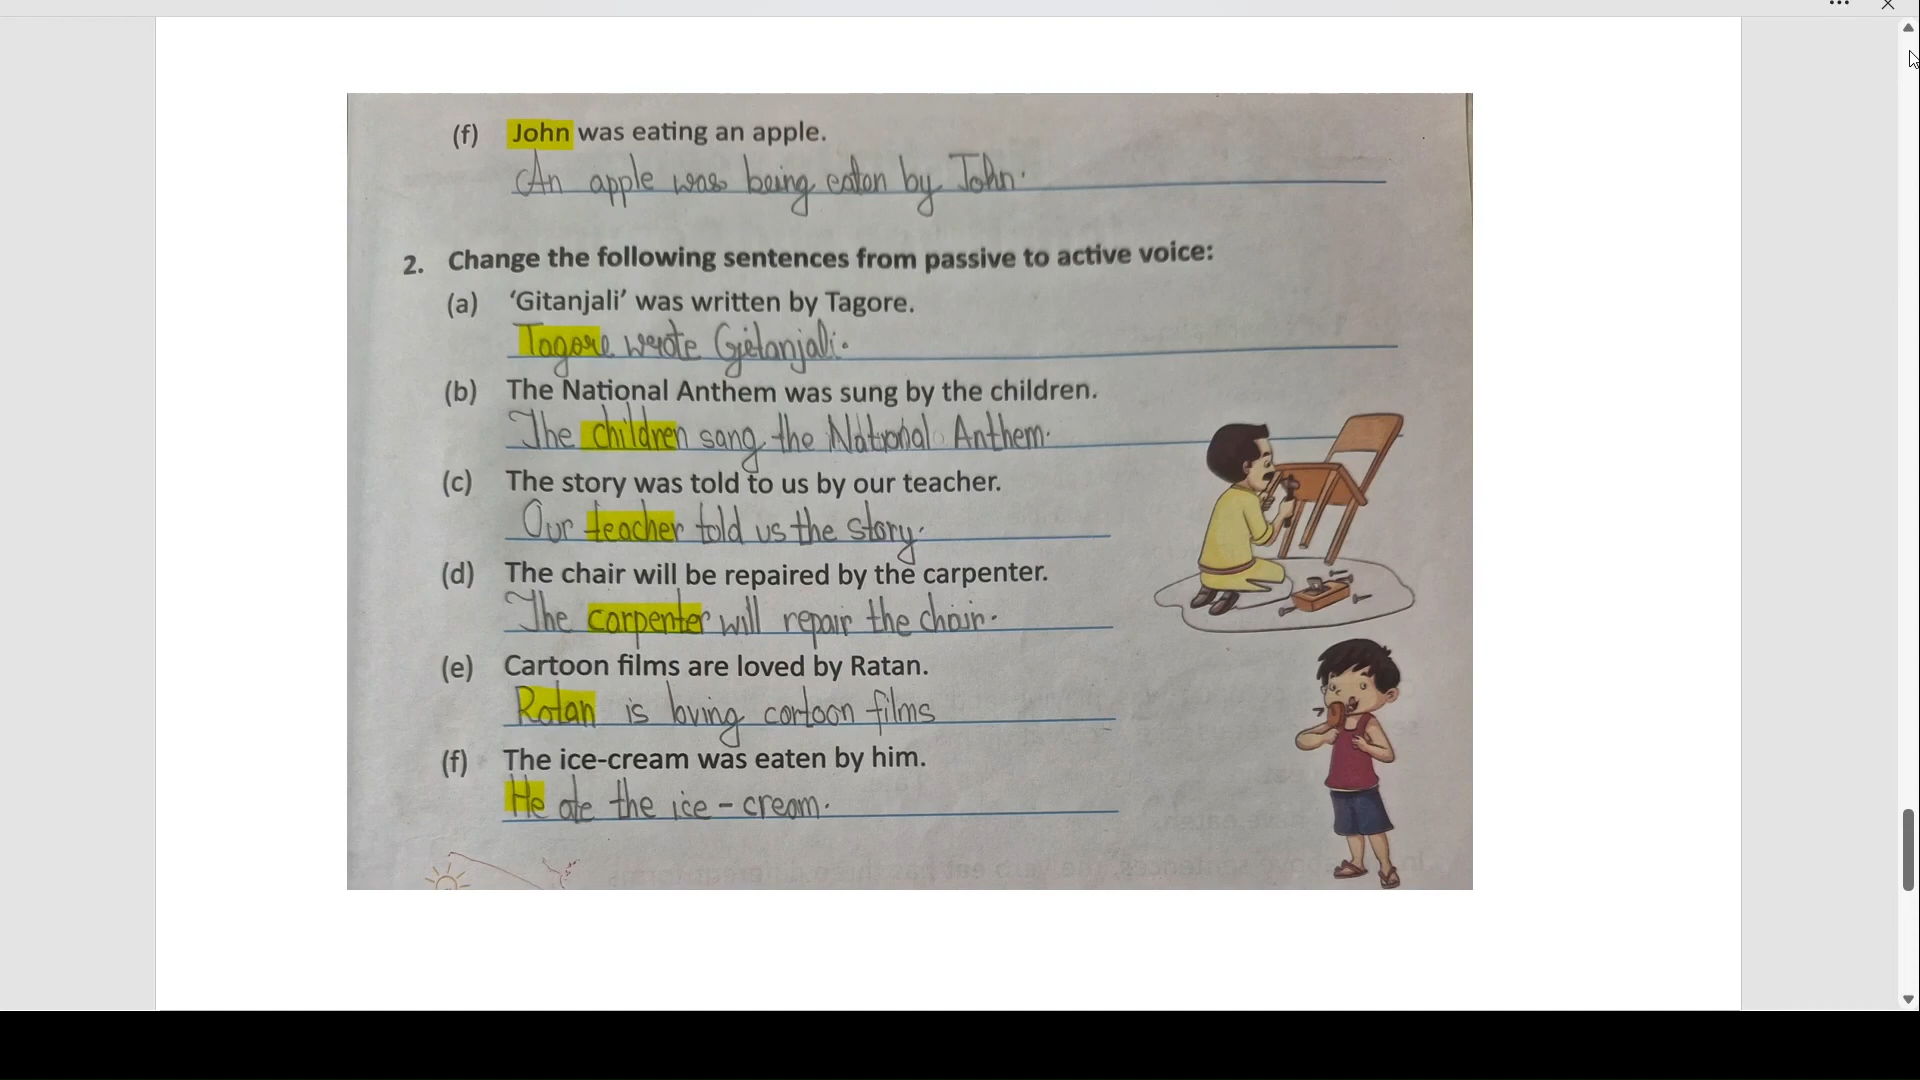 (f) John was eating an apple.
An apple was being eaten by John.
2. Change the following sentences from passive to active voice:
(a) ‘Gitanjali’ was written by Tagore.
Tagore wrote Gitanjali.
(b) The National Anthem was sung by the children.
The children sang the National Anthem.
(c) The story was told to us by our teacher.
Our teacher told us the story.
(d) The chair will be repaired by the carpenter.
The carpenter will repair the chair.
(e) Cartoon films are loved by Ratan.
Ratan is loving cartoon films
(f) The ice-cream was eaten by him.
He ate the ice-cream.